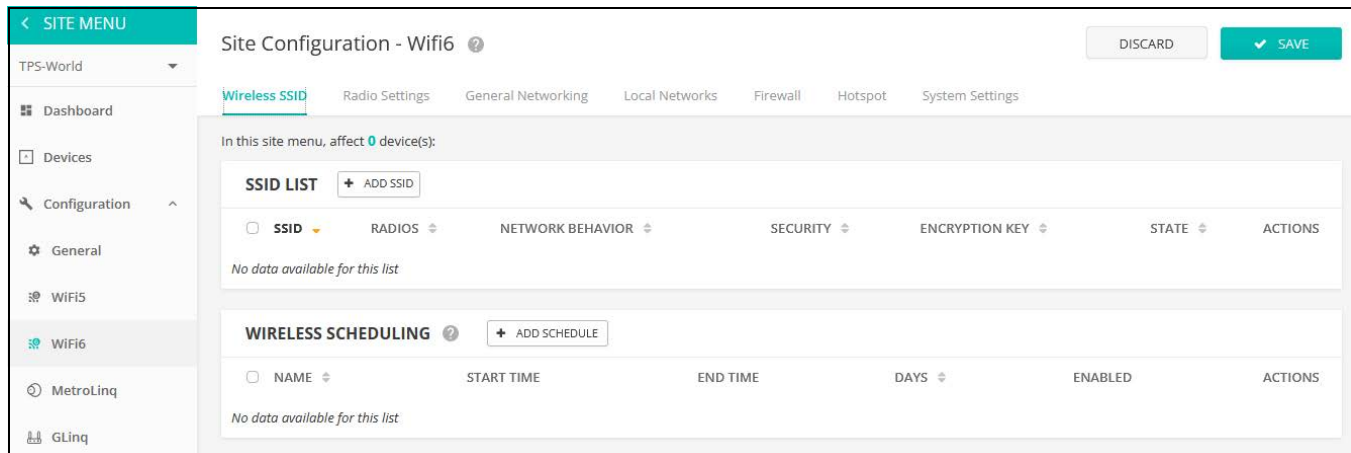 SITE MENU
TPS-World
Dashboard
Devices
Configuration
General
WiFi5
WiFi6
MetroLinq
GLinq
Site Configuration - Wifi6 ?
DISCARD
SAVE
Wireless SSID Radio Settings General Networking Local Networks Firewall Hotspot System Settings
In this site menu, affect 0 device(s):
SSID LIST + ADD SSID
SSID RADIOS NETWORK BEHAVIOR SECURITY ENCRYPTION KEY STATE ACTIONS
No data available for this list
WIRELESS SCHEDULING ? + ADD SCHEDULE
NAME START TIME END TIME DAYS ENABLED ACTIONS
No data available for this list